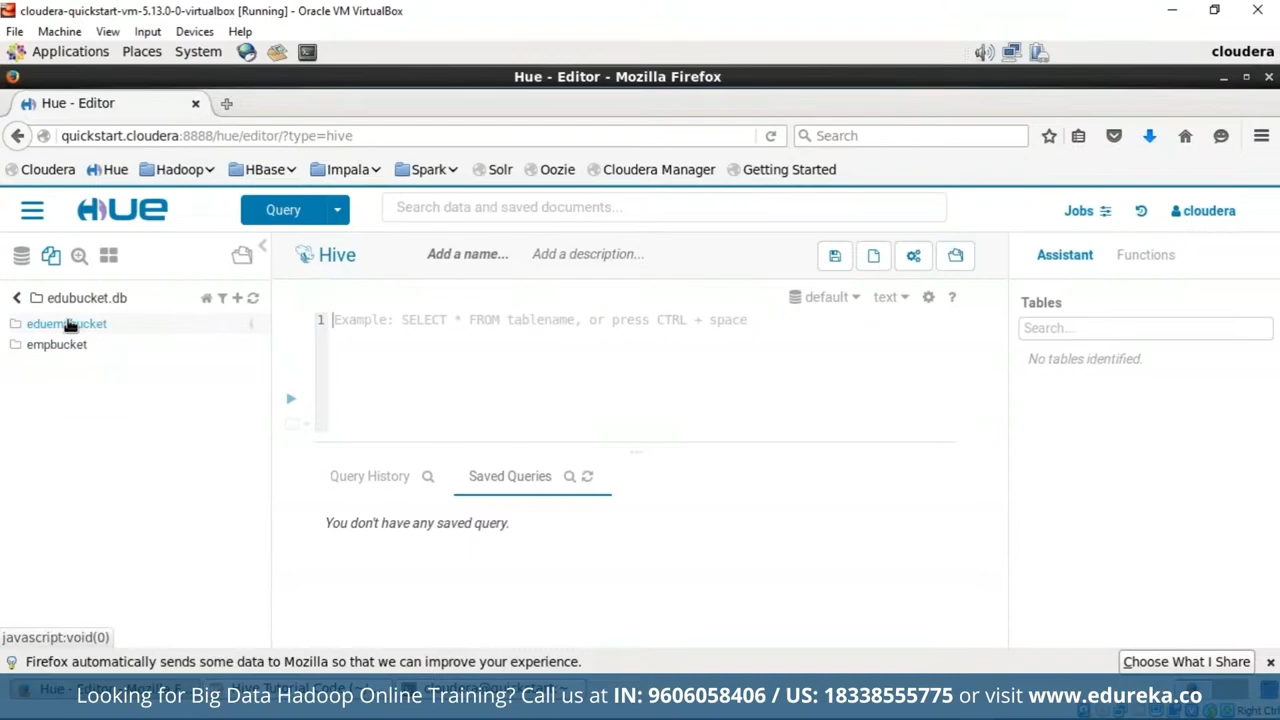 cloudera-quickstart-vm-5.13.0-0-virtualbox [Running] - Oracle VM VirtualBox
File Machine View Input Devices Help
Applications Places System cloudera
Hue - Editor - Mozilla Firefox
Hue - Editor
quickstart.cloudera:8888/hue/editor/?type=hive Search
Cloudera Hue Hadoop HBase Impala Spark Solr Oozie Cloudera Manager Getting Started
HUE Query Search data and saved documents... Jobs cloudera
Hive Add a name... Add a description... Assistant Functions
edubucket.db default text ?
Tables
1 Example: SELECT * FROM tablename, or press CTRL + space
Search...
empbucket
No tables identified.
Query History Saved Queries
You don't have any saved query.
javascript:void(0)
Firefox automatically sends some data to Mozilla so that we can improve your experience. Choose What I Share
Looking for Big Data Hadoop Online Training? Call us at IN: 9606058406 / US: 18338555775 or visit www.edureka.co
Right Ctrl